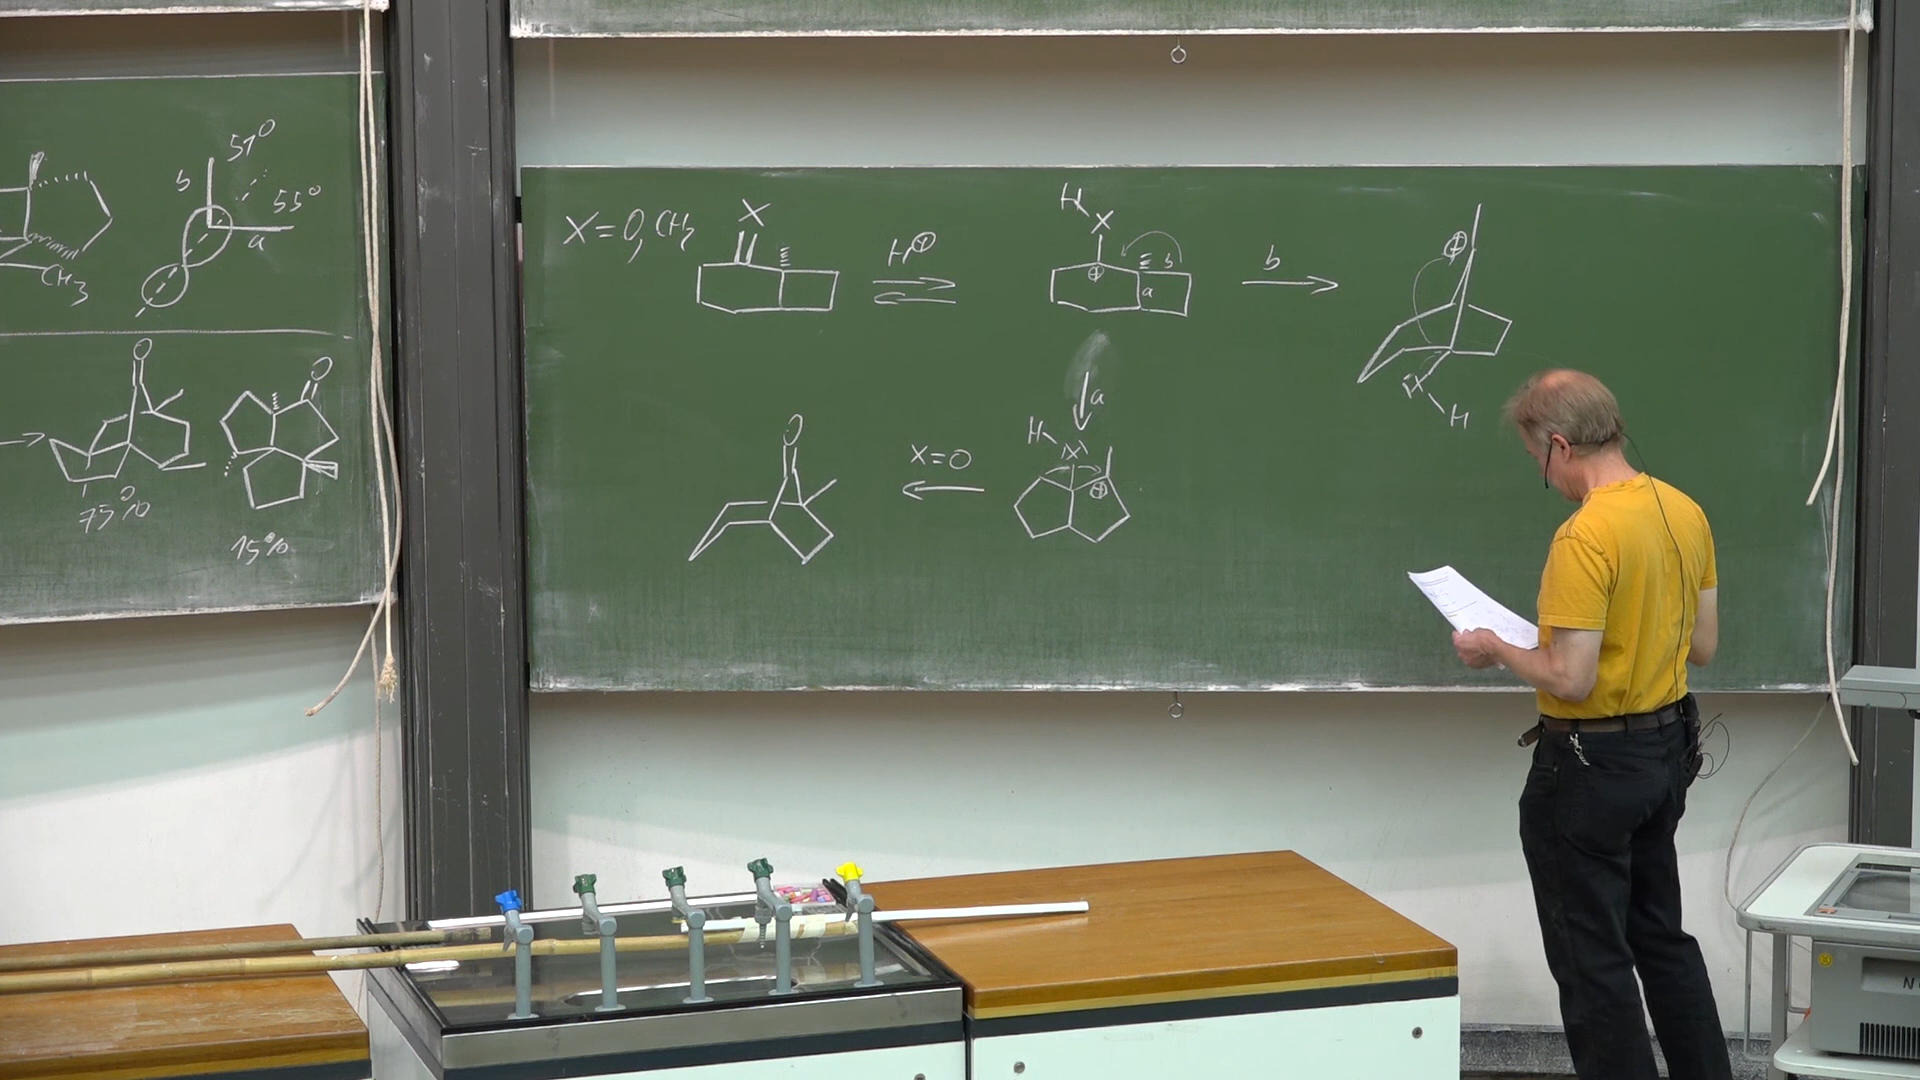 57°
b
55°
a
CH3
O
O
75%
15%
X=O, CH2
X
H⊕
H
X
⊕
b
a
b
⊕
X
H
a
O
X=O
H
X
⊕